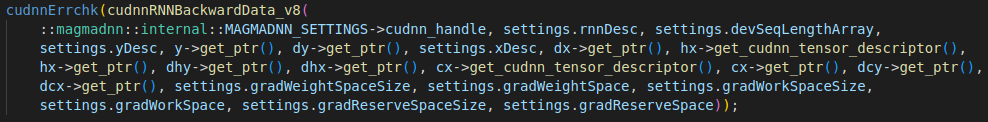 cudnnErrchk(cudnnRNNBackwardData_v8(
::magmadnn::internal::MAGMADNN_SETTINGS->cudnn_handle, settings.rnnDesc, settings.devSeqLengthArray,
settings.yDesc, y->get_ptr(), dy->get_ptr(), settings.xDesc, dx->get_ptr(), hx->get_cudnn_tensor_descriptor(),
hx->get_ptr(), dhy->get_ptr(), dhx->get_ptr(), cx->get_cudnn_tensor_descriptor(), cx->get_ptr(), dcy->get_ptr(),
dcx->get_ptr(), settings.gradWeightSpaceSize, settings.gradWeightSpace, settings.gradWorkSpaceSize,
settings.gradWorkSpace, settings.gradReserveSpaceSize, settings.gradReserveSpace));